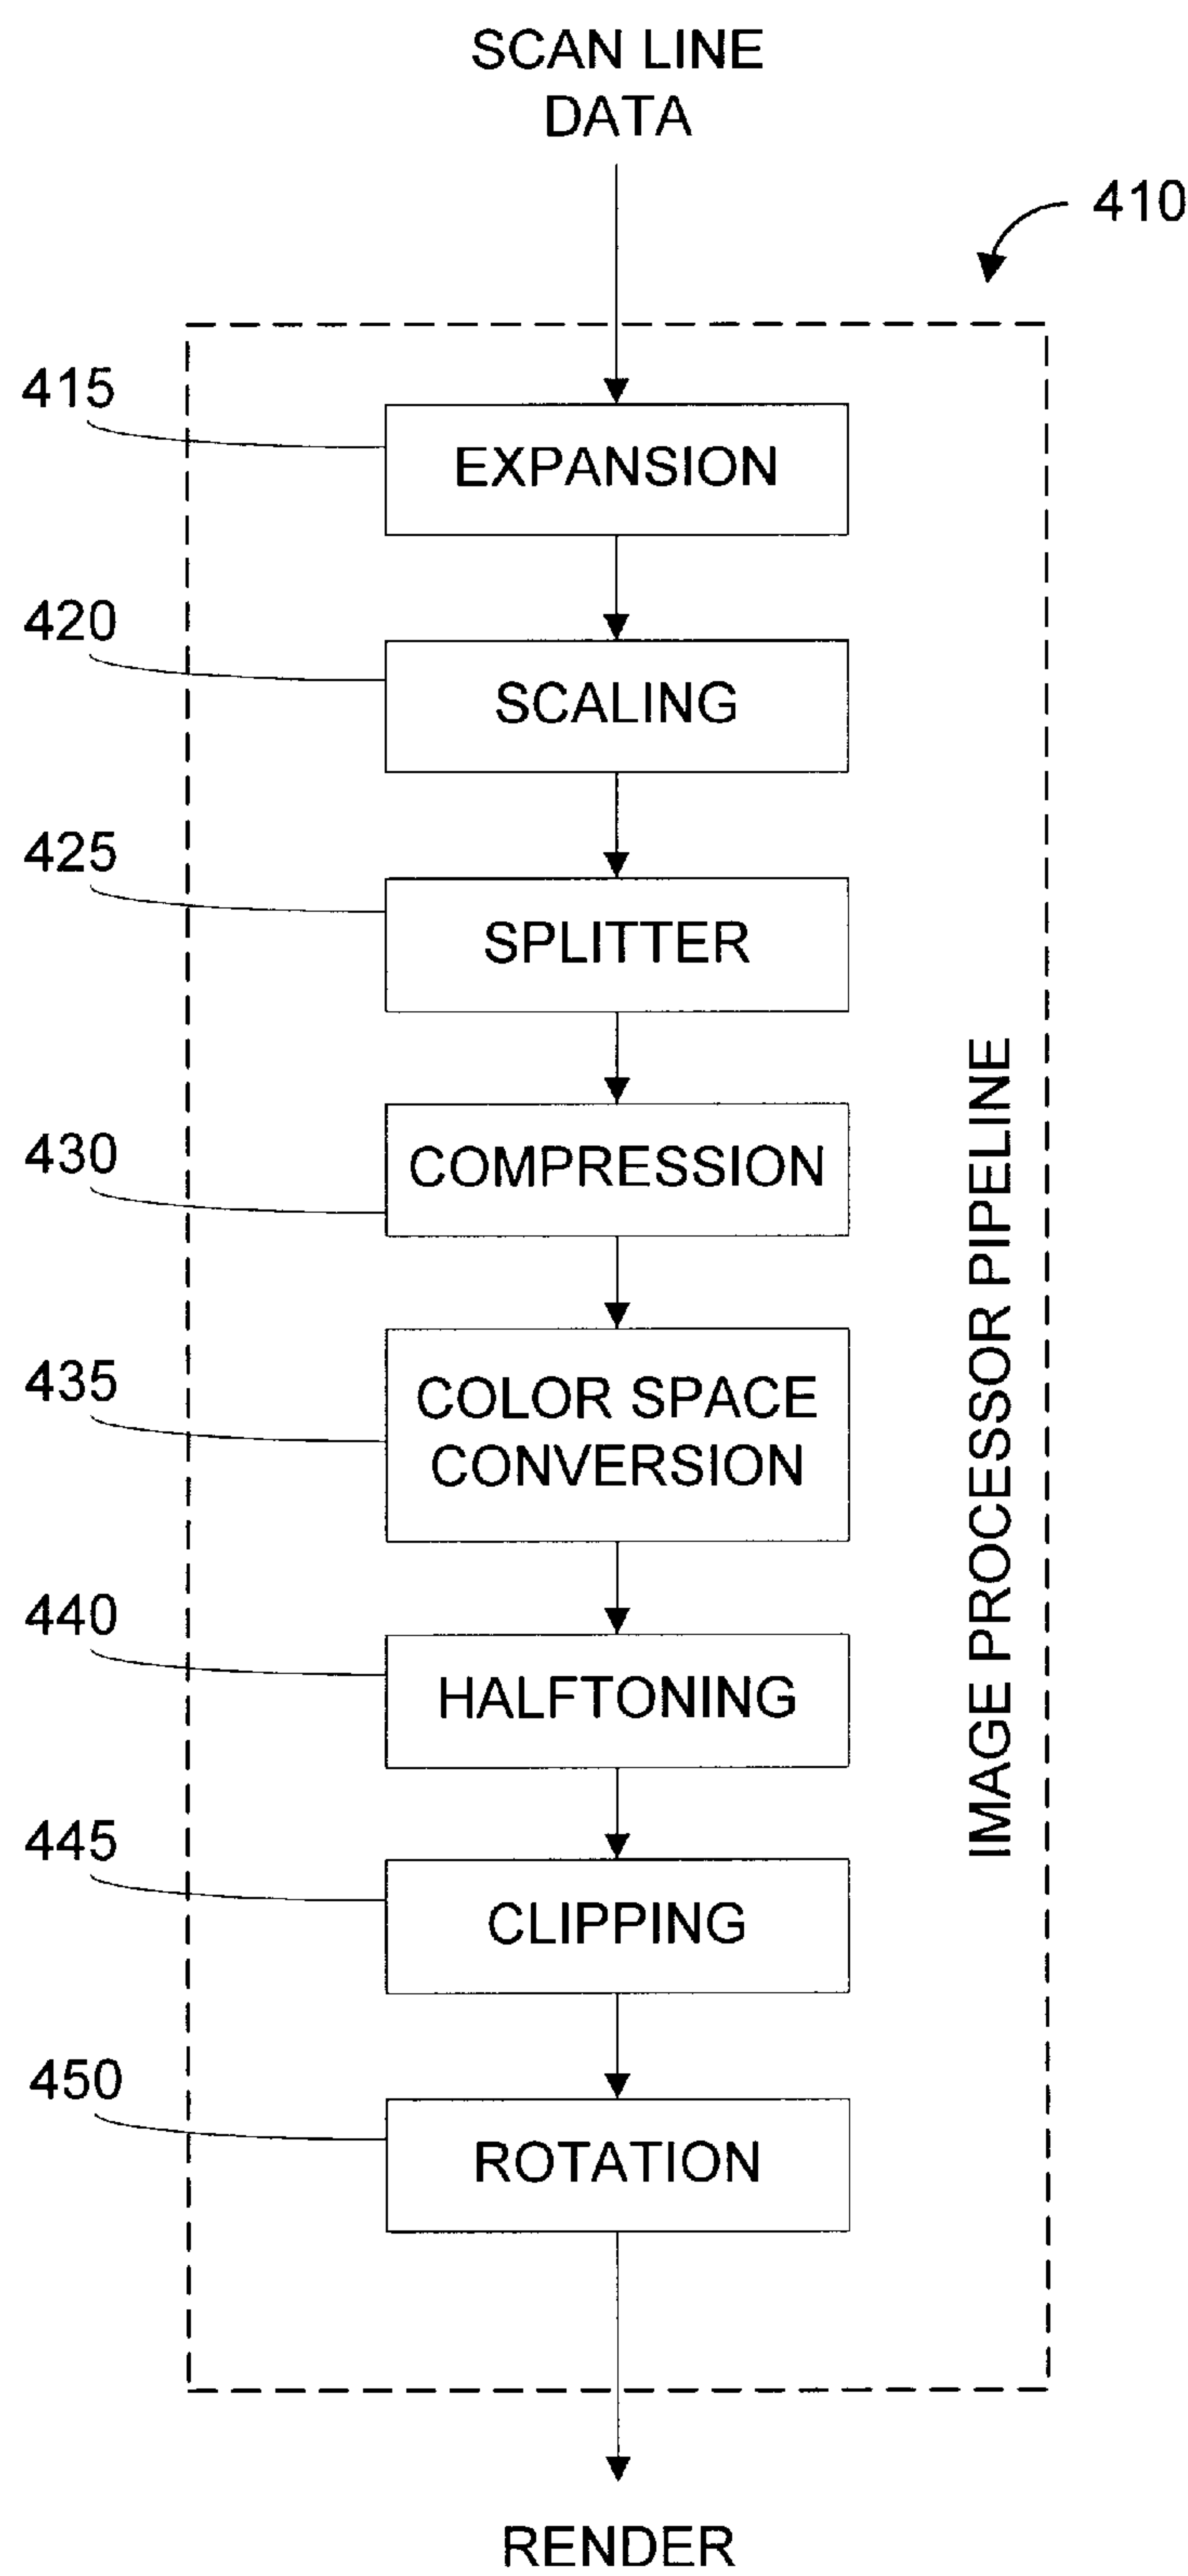 SCAN LINE
DATA
410
415
EXPANSION
420
SCALING
425
SPLITTER
430
COMPRESSION
435
COLOR SPACE
CONVERSION
440
HALFTONING
445
CLIPPING
450
ROTATION
IMAGE PROCESSOR PIPELINE
RENDER